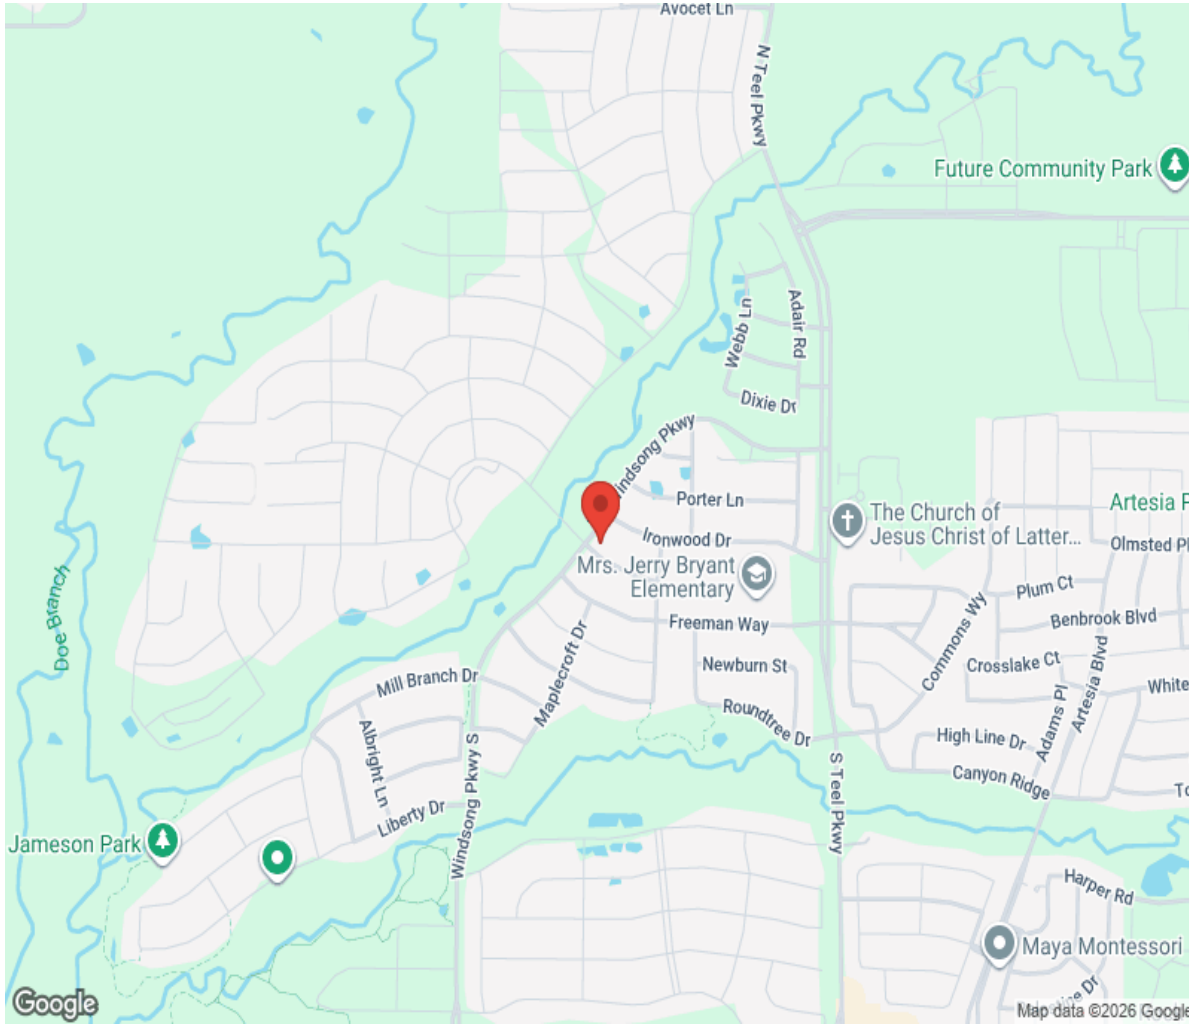 Avocet Ln
N Teel Pkwy
Future Community Park
Webb Ln
Adair Rd
Dixie Dr
Windsong Pkwy
Porter Ln
The Church of
Jesus Christ of Latter...
Artesia P
Ironwood Dr
Olmsted Pl
Mrs. Jerry Bryant
Elementary
Plum Ct
Doe Branch
Freeman Way
Benbrook Blvd
Commons Wy
Newburn St
Crosslake Ct
Mill Branch Dr
Maplecroft Dr
White
Adams Pl
Artesia Blvd
Roundtree Dr
High Line Dr
Albright Ln
Windsong Pkwy S
S Teel Pkwy
Canyon Ridge
To
Liberty Dr
Jameson Park
Harper Rd
Maya Montessori
Google
Map data ©2026 Google